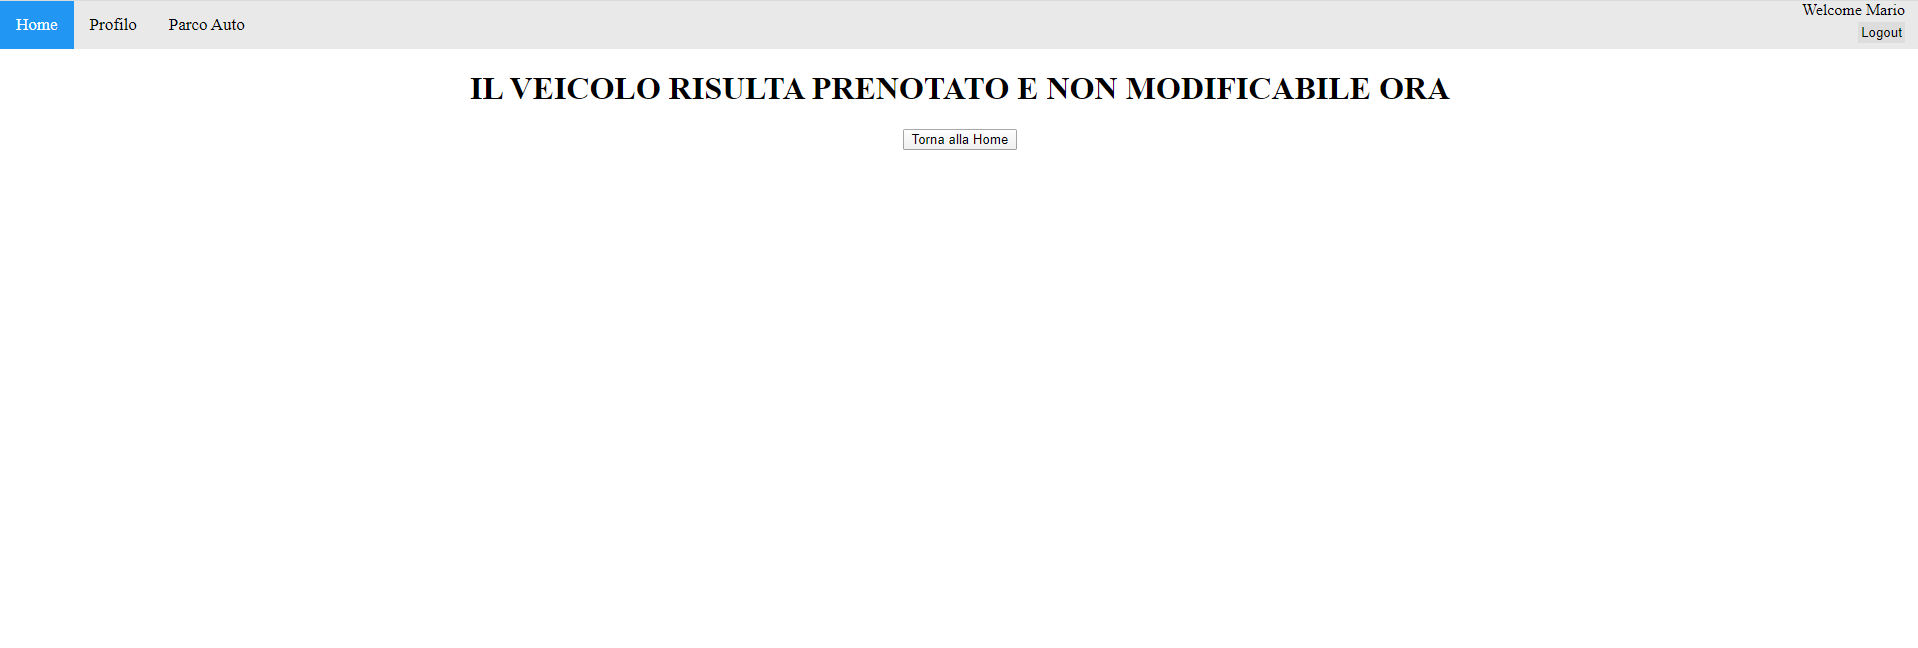 Home Profilo Parco Auto
Welcome Mario
Logout
IL VEICOLO RISULTA PRENOTATO E NON MODIFICABILE ORA
Torna alla Home